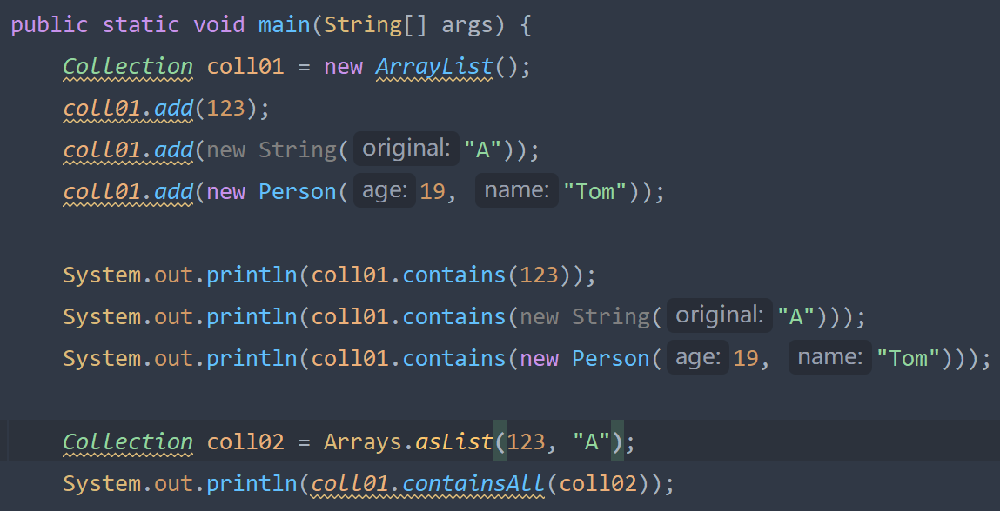 public static void main(String[] args) {
Collection coll01 = new ArrayList();
coll01.add(123);
coll01.add(new String( original: "A"));
coll01.add(new Person( age: 19, name: "Tom"));
System.out.println(coll01.contains(123));
System.out.println(coll01.contains(new String( original: "A")));
System.out.println(coll01.contains(new Person( age: 19, name: "Tom")));
Collection coll02 = Arrays.asList(123, "A");
System.out.println(coll01.containsAll(coll02));